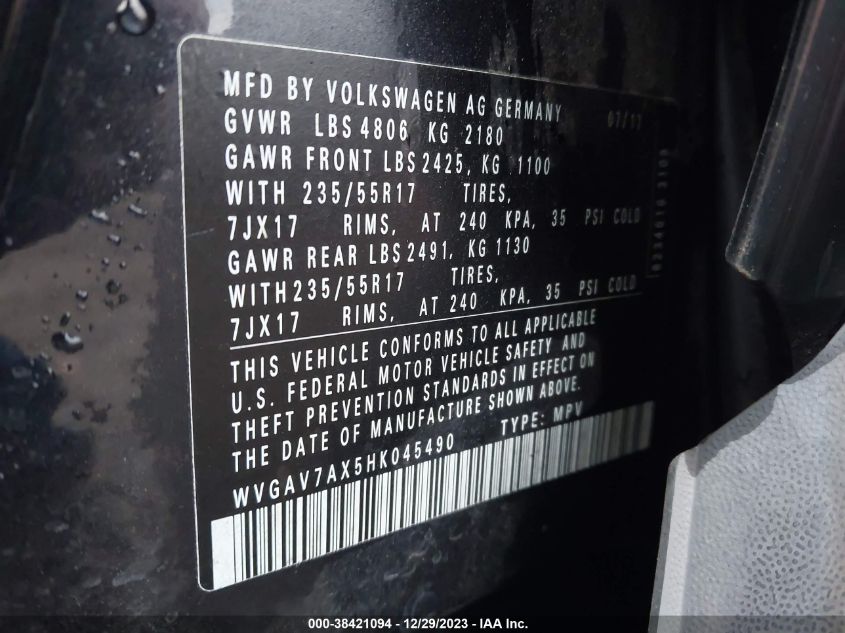 MFD BY VOLKSWAGEN AG GERMANY 07/17
GVWR LBS 4806, KG 2180
GAWR FRONT LBS 2425, KG 1100
WITH 235/55R17 TIRES,
7JX17 RIMS, AT 240 KPA, 35 PSI COLD
GAWR REAR LBS 2491, KG 1130
WITH 235/55R17 TIRES,
7JX17 RIMS, AT 240 KPA, 35 PSI COLD
THIS VEHICLE CONFORMS TO ALL APPLICABLE
U.S. FEDERAL MOTOR VEHICLE SAFETY AND
THEFT PREVENTION STANDARDS IN EFFECT ON
THE DATE OF MANUFACTURE SHOWN ABOVE.
WVGAV7AX5HK045490 TYPE: MPV
000-38421094 - 12/29/2023 - IAA Inc.